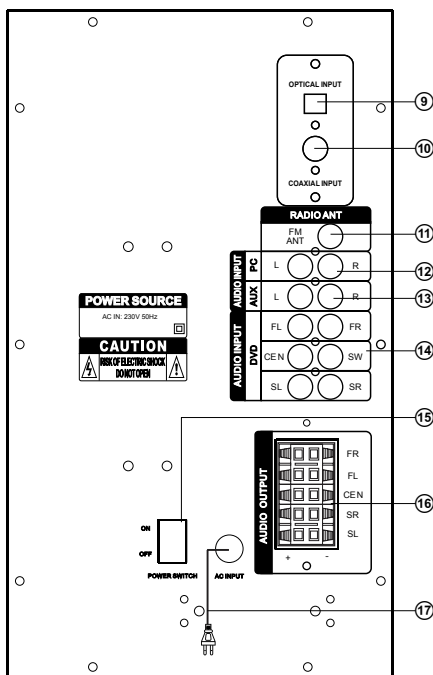 OPTICAL INPUT
9
10
COAXIAL INPUT
RADIO ANT
FM
ANT
11
AUDIO INPUT
PC
L
R
12
AUX
L
R
13
AUDIO INPUT
DVD
FL
FR
CEN
SW
14
SL
SR
POWER SOURCE
AC IN: 230V 50Hz
CAUTION
RISK OF ELECTRIC SHOCK
DO NOT OPEN
15
AUDIO OUTPUT
FR
FL
CEN
16
SR
SL
+ -
ON
OFF
POWER SWITCH
AC INPUT
17